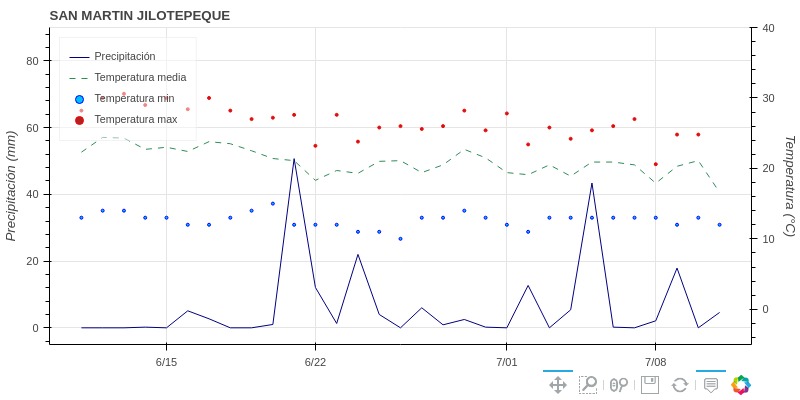 SAN MARTIN JILOTEPEQUE
Precipitación
Temperatura media
Temperatura min
Temperatura max
Precipitación (mm)
80
60
40
20
0
Temperatura (°C)
40
30
20
10
0
6/15
6/22
7/01
7/08